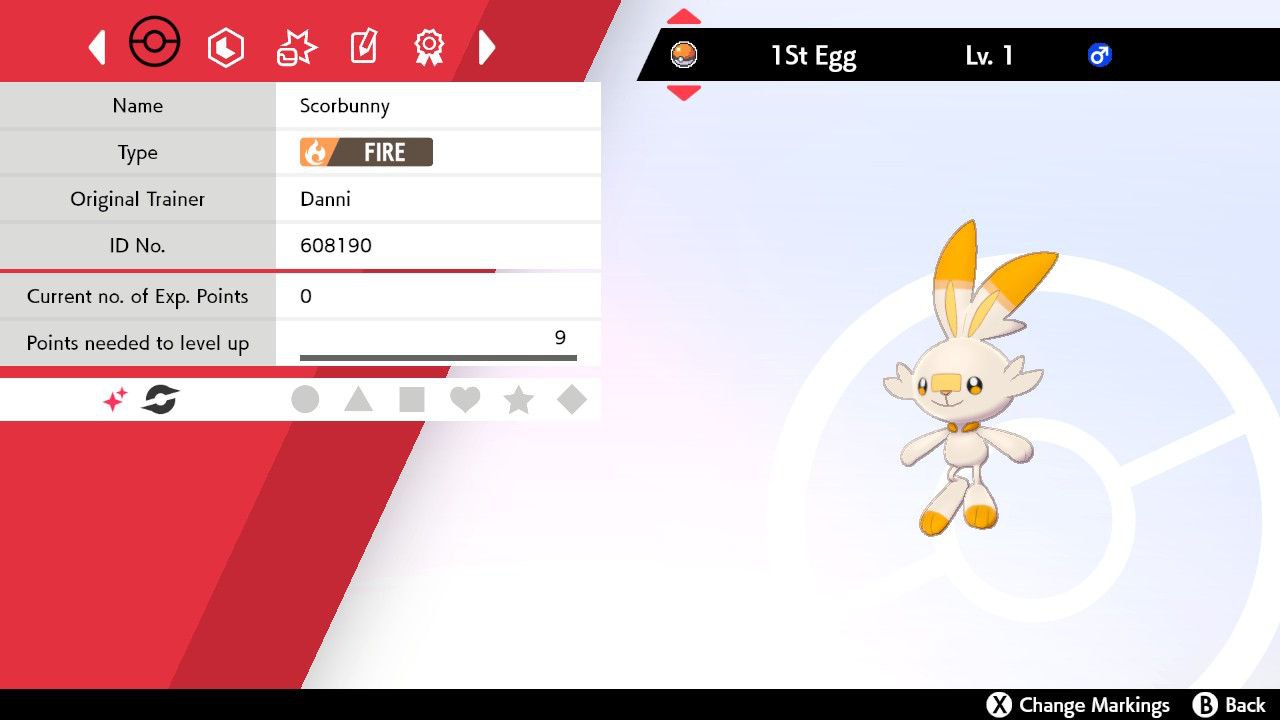 1St Egg Lv. 1
Name Scorbunny
Type FIRE
Original Trainer Danni
ID No. 608190
Current no. of Exp. Points 0
Points needed to level up 9
X Change Markings B Back